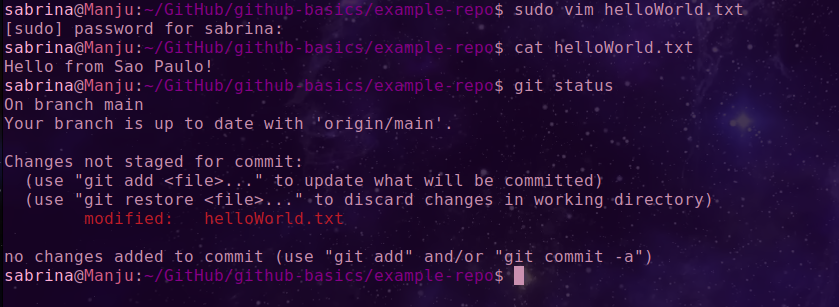 sabrina@Manju:~/GitHub/github-basics/example-repo$ sudo vim helloWorld.txt
[sudo] password for sabrina:
sabrina@Manju:~/GitHub/github-basics/example-repo$ cat helloWorld.txt
Hello from Sao Paulo!
sabrina@Manju:~/GitHub/github-basics/example-repo$ git status
On branch main
Your branch is up to date with 'origin/main'.

Changes not staged for commit:
  (use "git add <file>..." to update what will be committed)
  (use "git restore <file>..." to discard changes in working directory)
        modified:   helloWorld.txt

no changes added to commit (use "git add" and/or "git commit -a")
sabrina@Manju:~/GitHub/github-basics/example-repo$